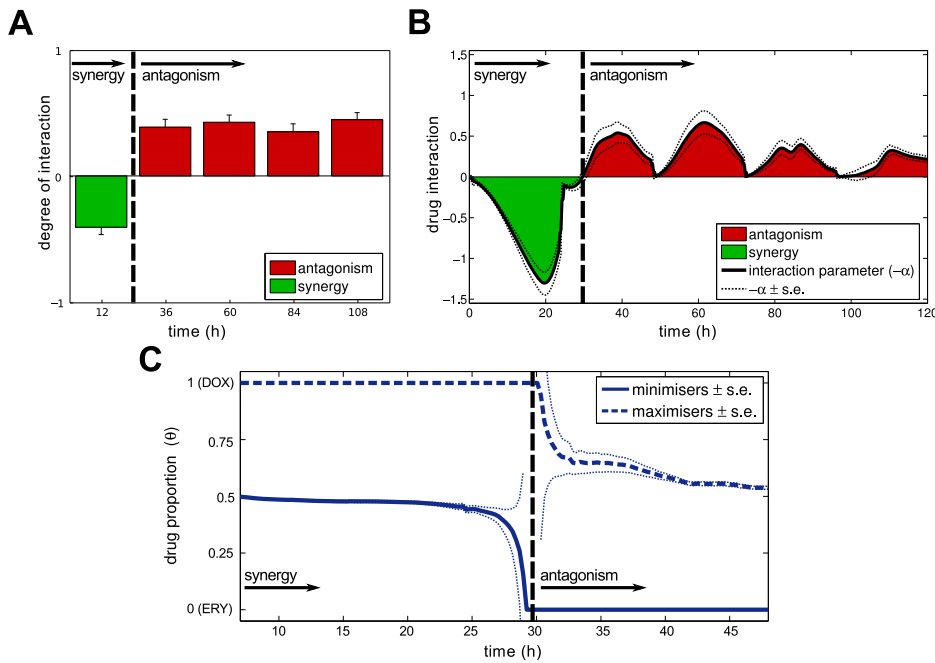 A
1
synergy
antagonism
degree of interaction
0
antagonism
synergy
−1
12
36
60
84
108
time (h)
B
1.5
synergy
antagonism
1
0.5
drug interaction
0
−0.5
antagonism
synergy
−1
interaction parameter (−α)
−α ± s.e.
−1.5
0
20
40
60
80
100
120
time (h)
C
1 (DOX)
minimisers ± s.e.
maximisers ± s.e.
0.75
drug proportion (θ)
0.5
0.25
synergy
antagonism
0 (ERY)
10
15
20
25
30
35
40
45
time (h)